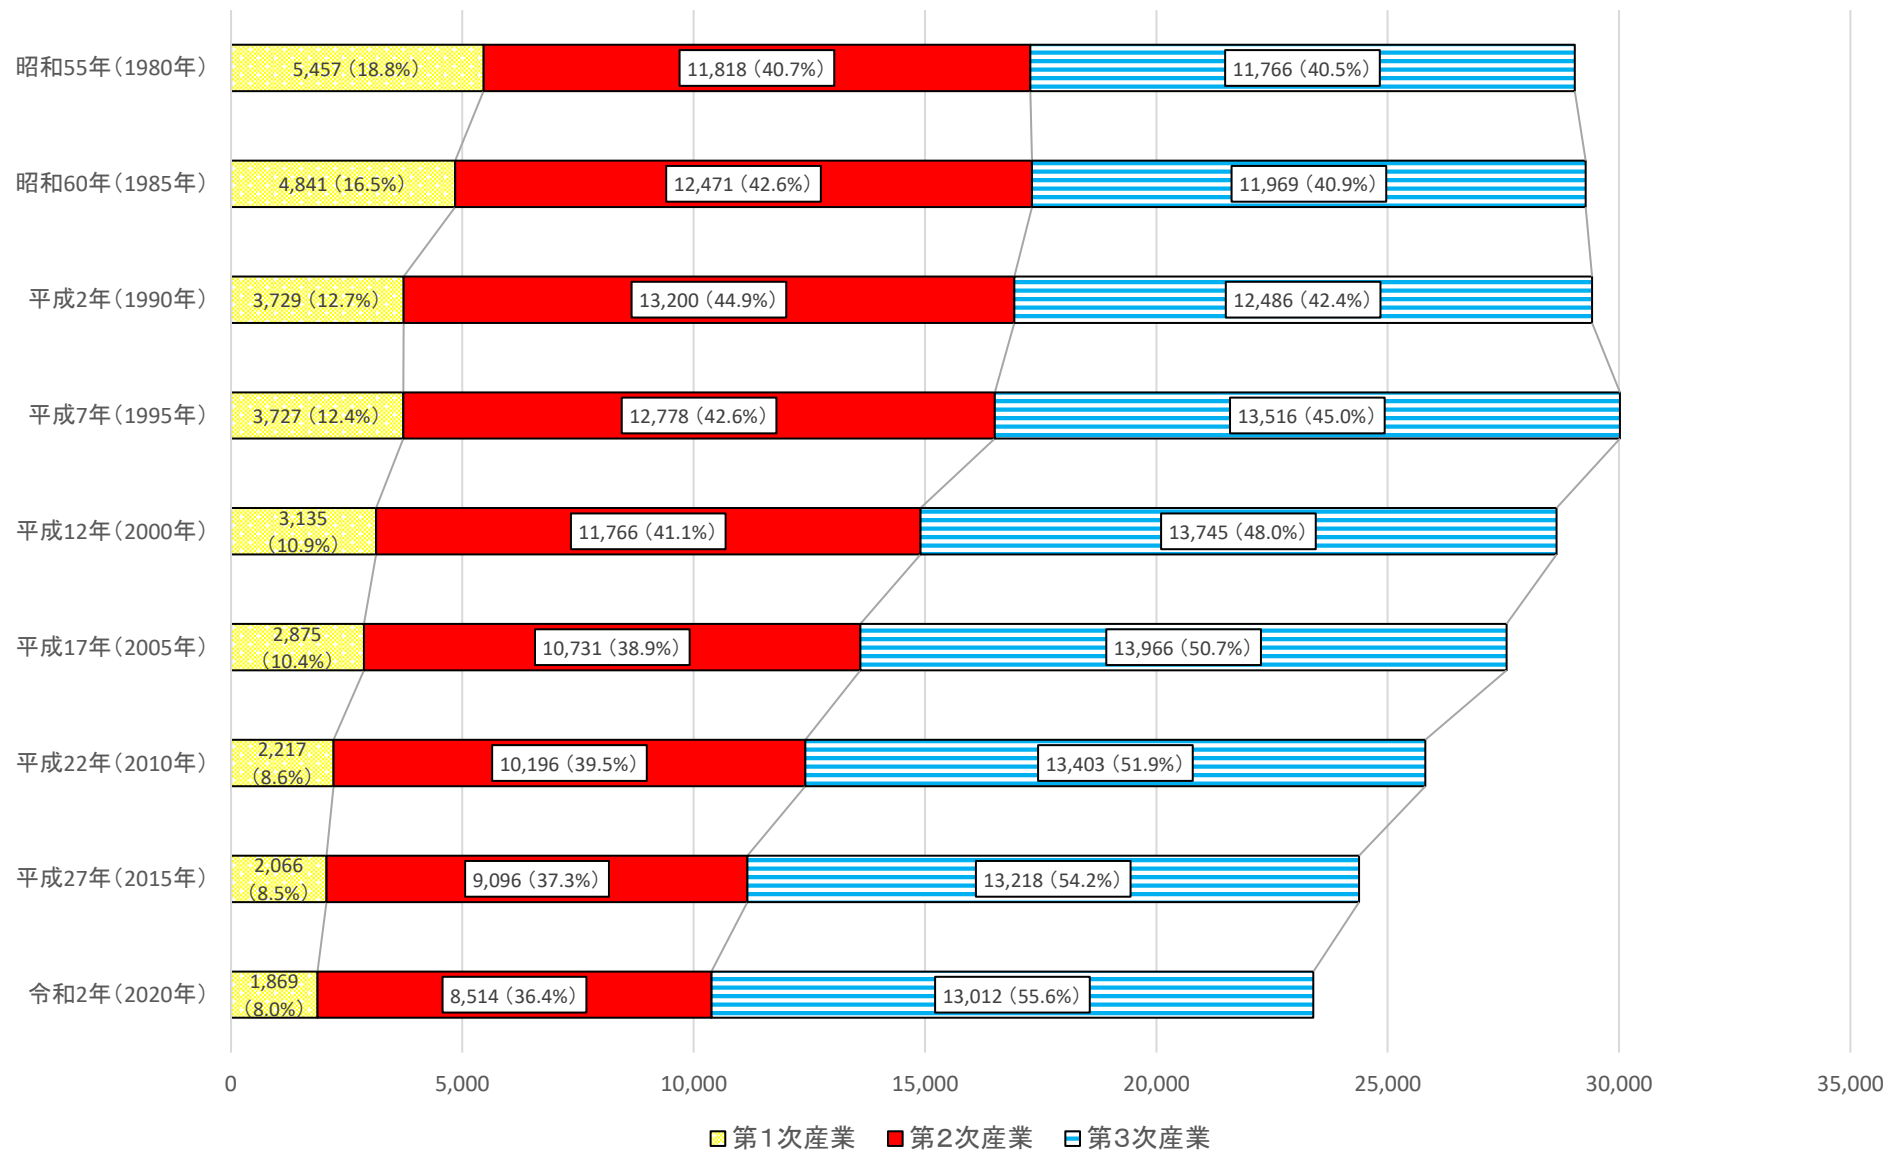 昭和55年(1980年)
5,457（18.8%）
11,818（40.7%）
11,766（40.5%）
昭和60年(1985年)
4,841（16.5%）
12,471（42.6%）
11,969（40.9%）
平成2年(1990年)
3,729（12.7%）
13,200（44.9%）
12,486（42.4%）
平成7年(1995年)
3,727（12.4%）
12,778（42.6%）
13,516（45.0%）
平成12年(2000年)
3,135
（10.9%）
11,766（41.1%）
13,745（48.0%）
平成17年(2005年)
2,875
（10.4%）
10,731（38.9%）
13,966（50.7%）
平成22年(2010年)
2,217
（8.6%）
10,196（39.5%）
13,403（51.9%）
平成27年(2015年)
2,066
（8.5%）
9,096（37.3%）
13,218（54.2%）
令和2年(2020年)
1,869
（8.0%）
8,514（36.4%）
13,012（55.6%）
0 5,000 10,000 15,000 20,000 25,000 30,000 35,000
第１次産業 第２次産業 第３次産業